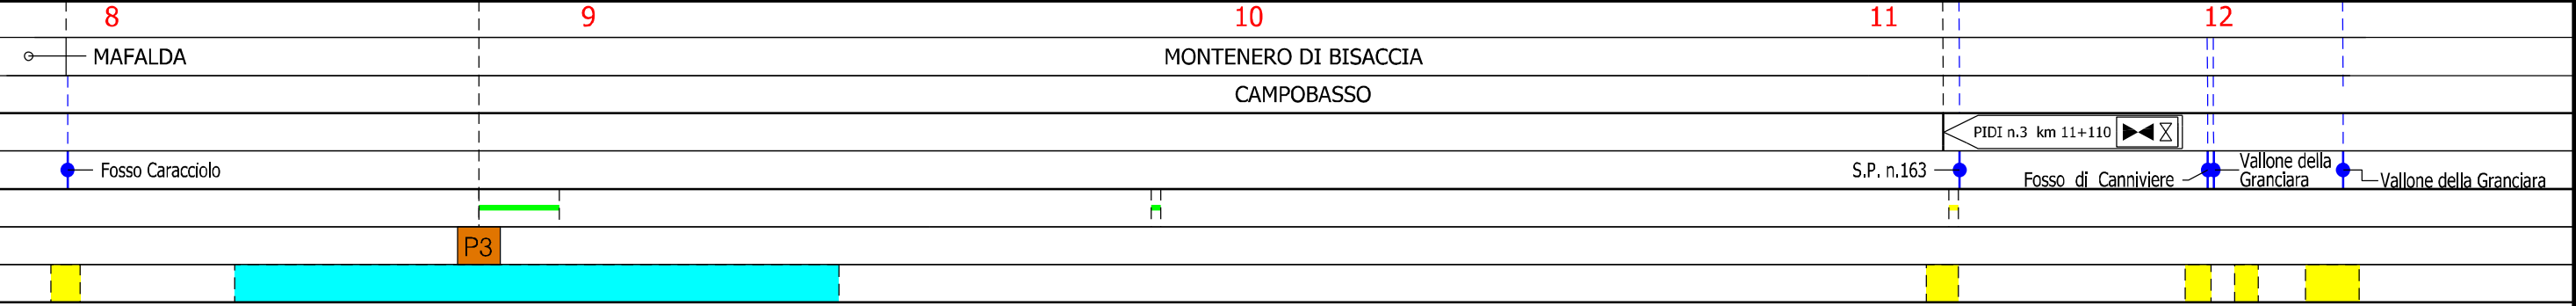 8 9 10 11 12
MAFALDA MONTENERO DI BISACCIA
CAMPOBASSO
PIDI n.3 km 11+110
Fosso Caracciolo S.P. n.163 Fosso di Canniviere Vallone della
Granciara Vallone della Granciara
P3